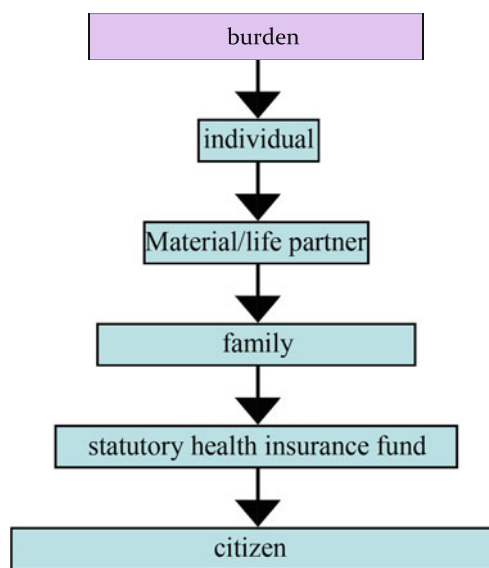 burden
individual
Material/life partner
family
statutory health insurance fund
citizen